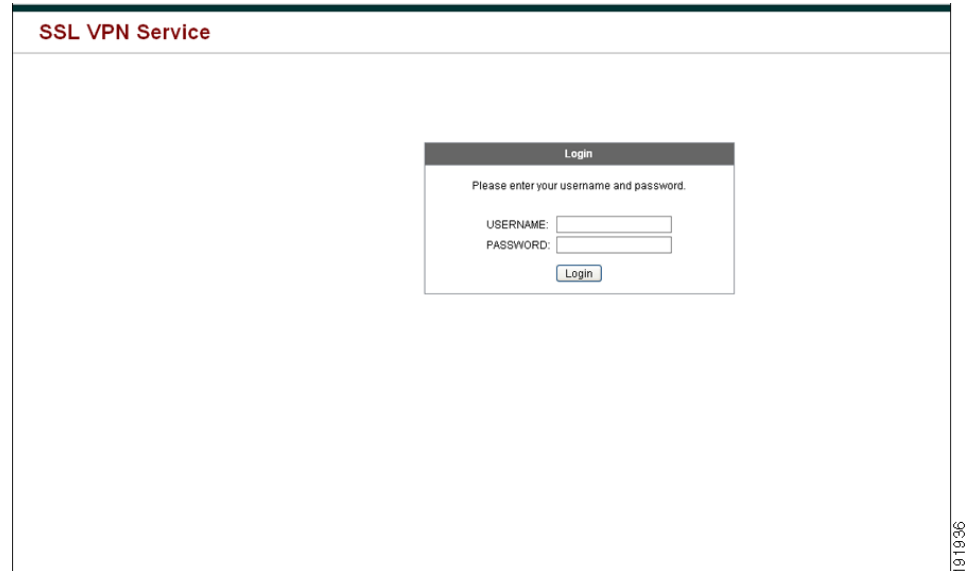 SSL VPN Service
Login
Please enter your username and password.
USERNAME:
PASSWORD:
Login
191936